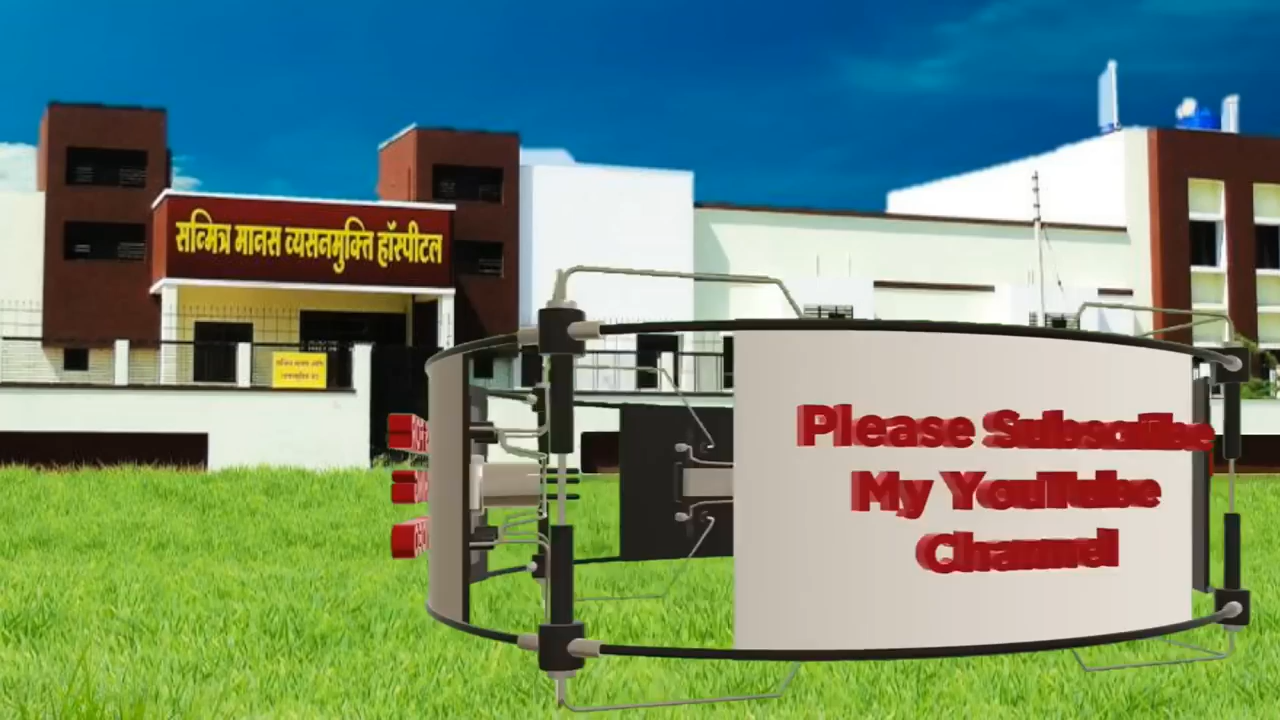 सन्मित्र मानस व्यसनमुक्ति हॉस्पीटल
Please Subscribe
My YouTube
Channel